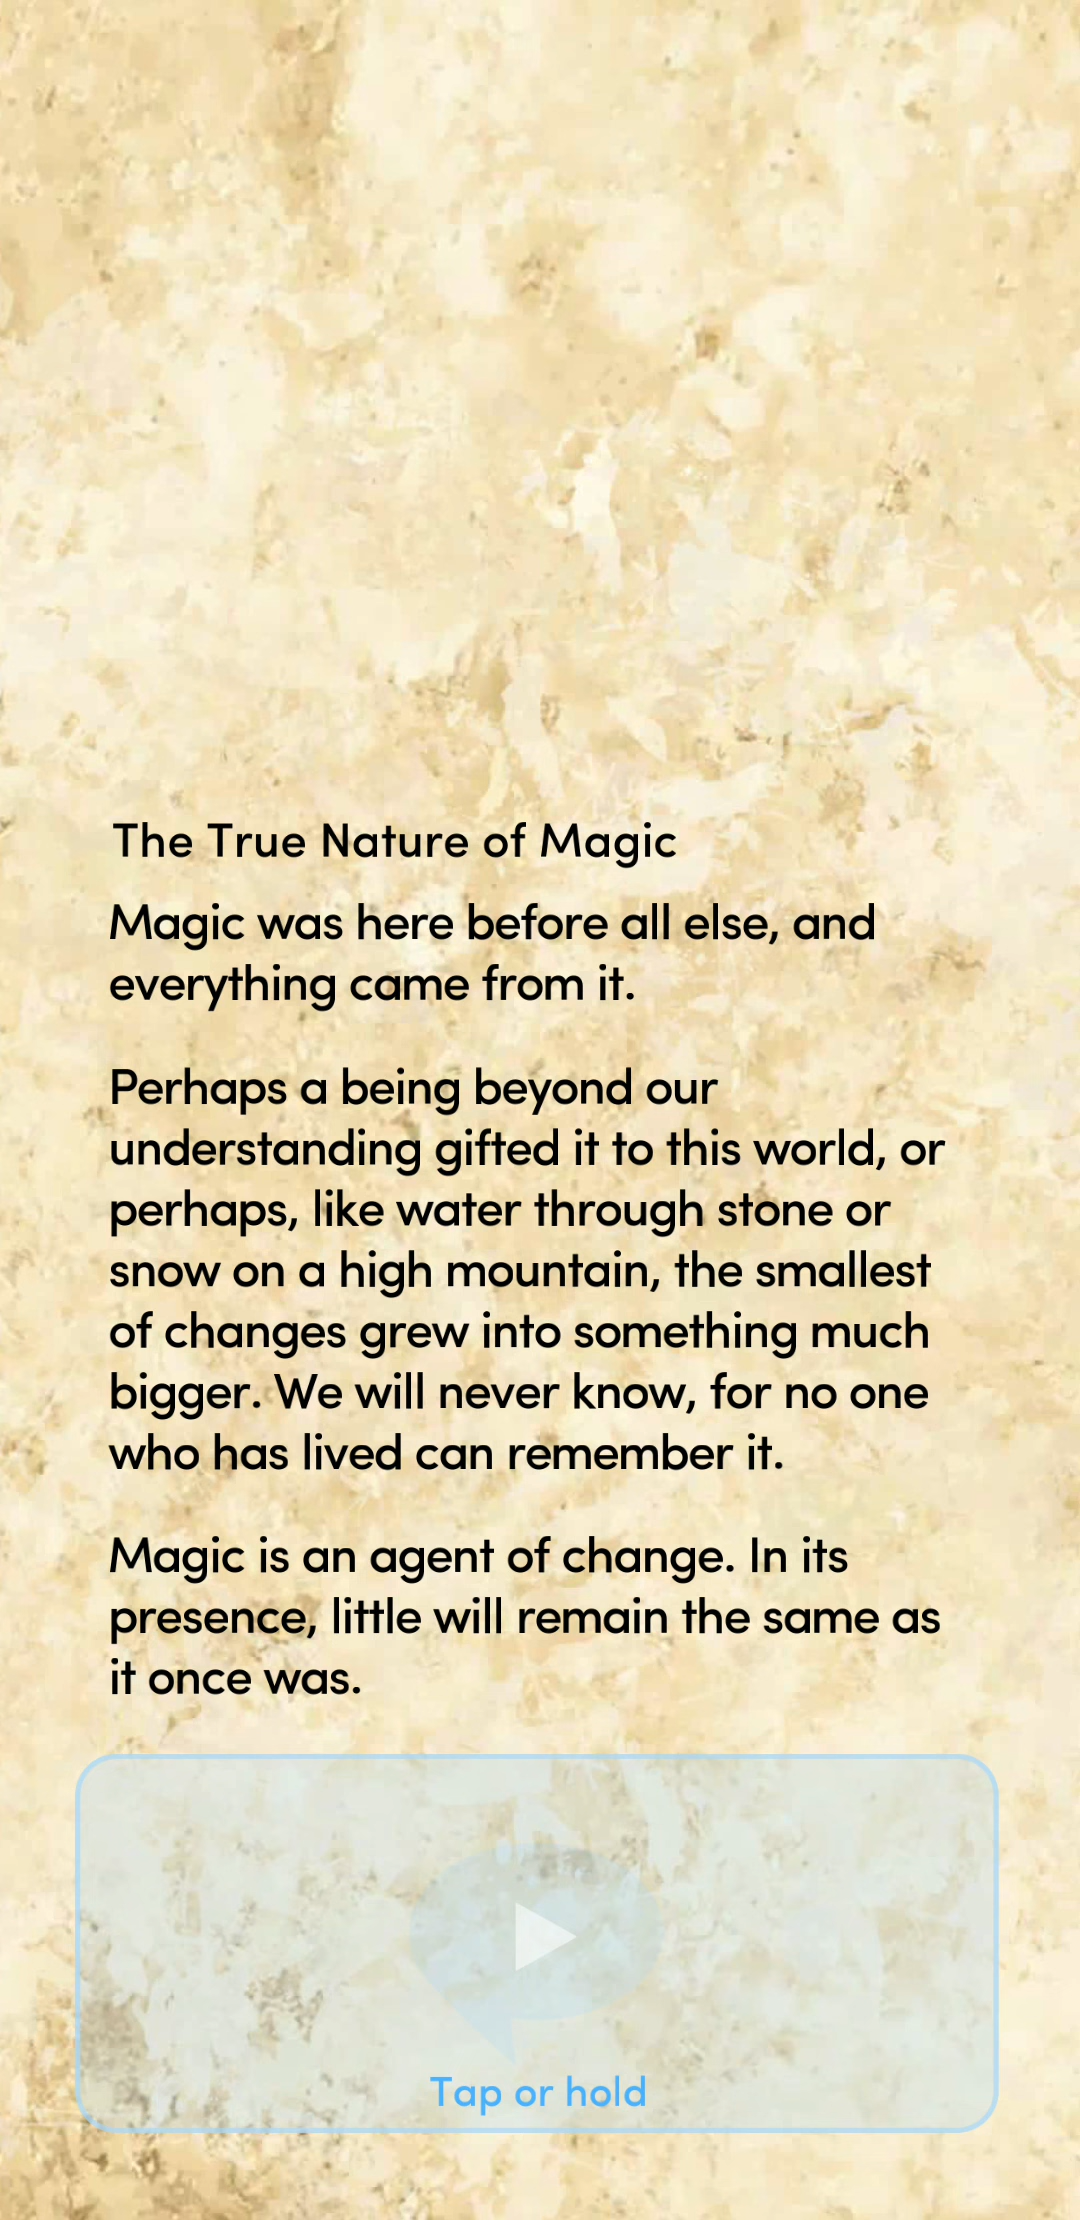 The True Nature of Magic
Magic was here before all else, and
everything came from it.
Perhaps a being beyond our
understanding gifted it to this world, or
perhaps, like water through stone or
snow on a high mountain, the smallest
of changes grew into something much
bigger. We will never know, for no one
who has lived can remember it.
Magic is an agent of change. In its
presence, little will remain the same as
it once was.
Tap or hold